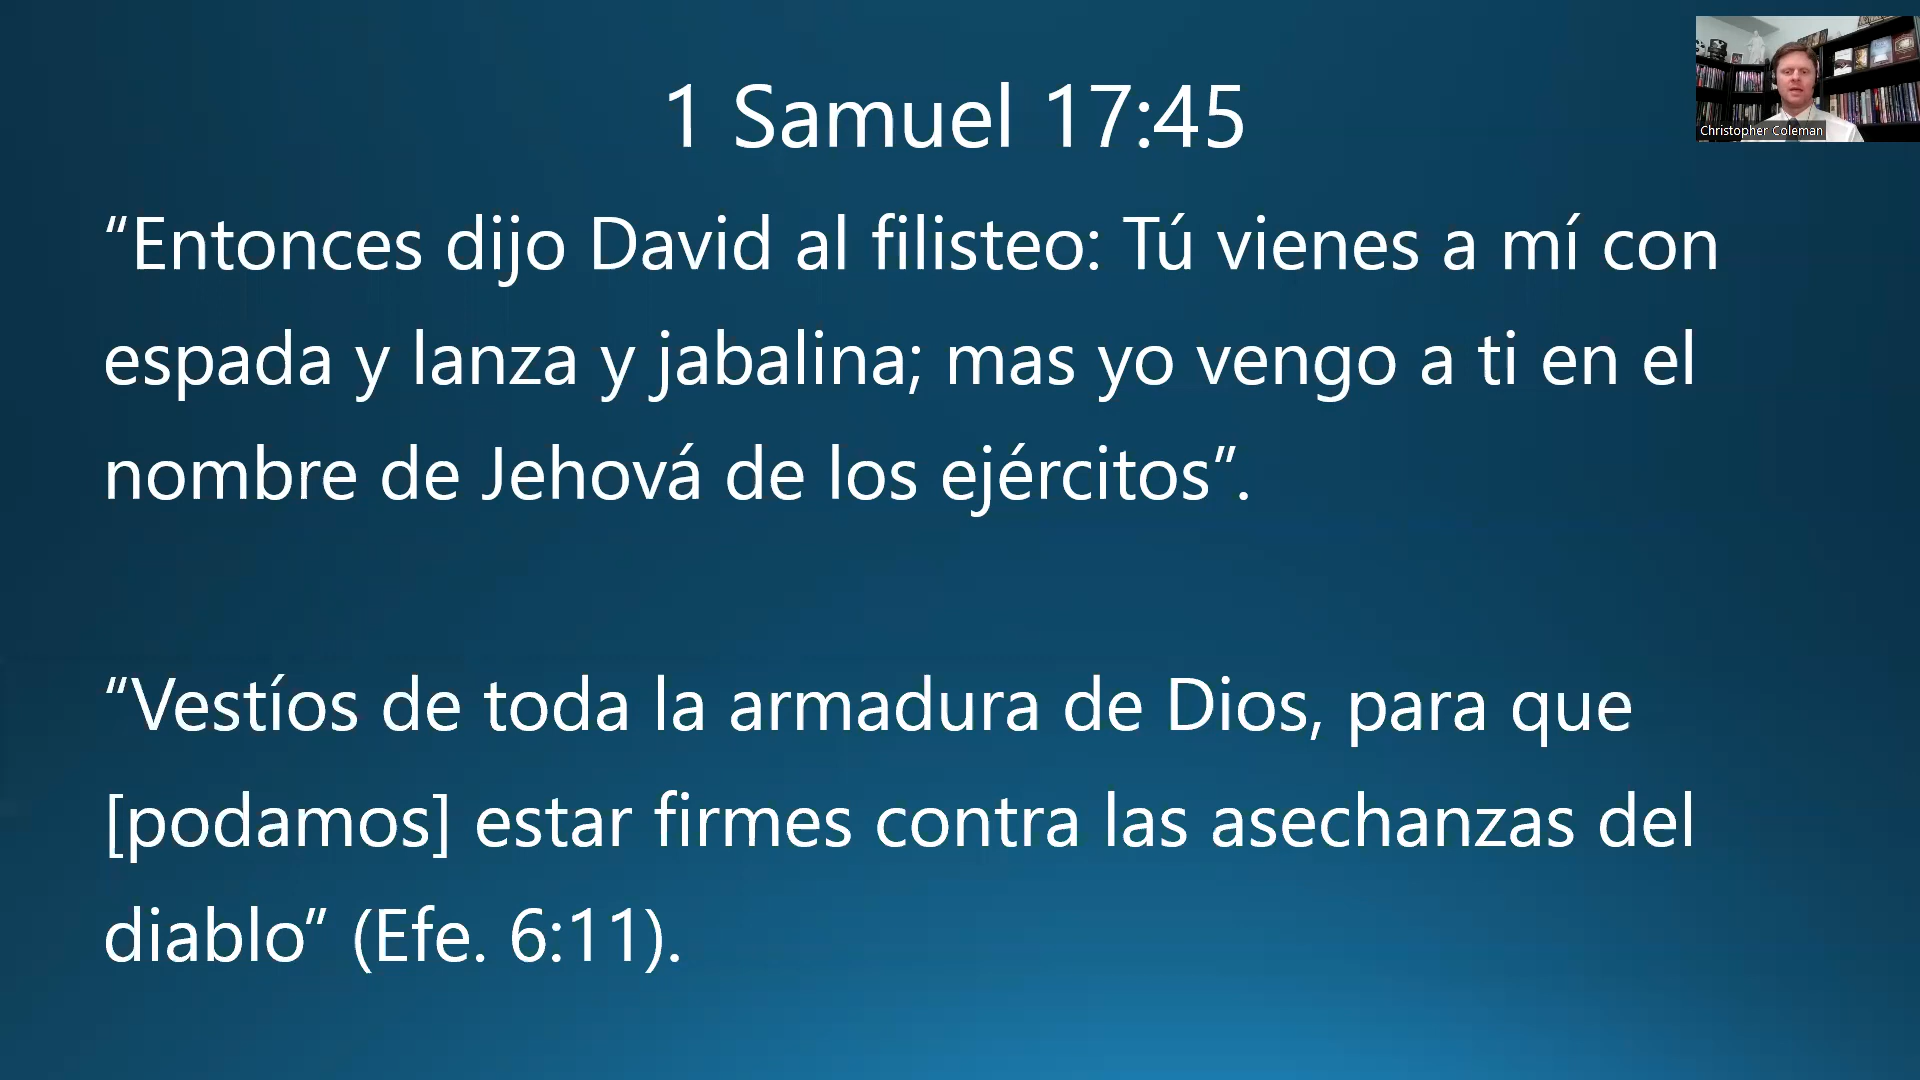 1 Samuel 17:45
Christopher Coleman
“Entonces dijo David al filisteo: Tú vienes a mí con
espada y lanza y jabalina; mas yo vengo a ti en el
nombre de Jehová de los ejércitos”.
“Vestíos de toda la armadura de Dios, para que
[podamos] estar firmes contra las asechanzas del
diablo” (Efe. 6:11).